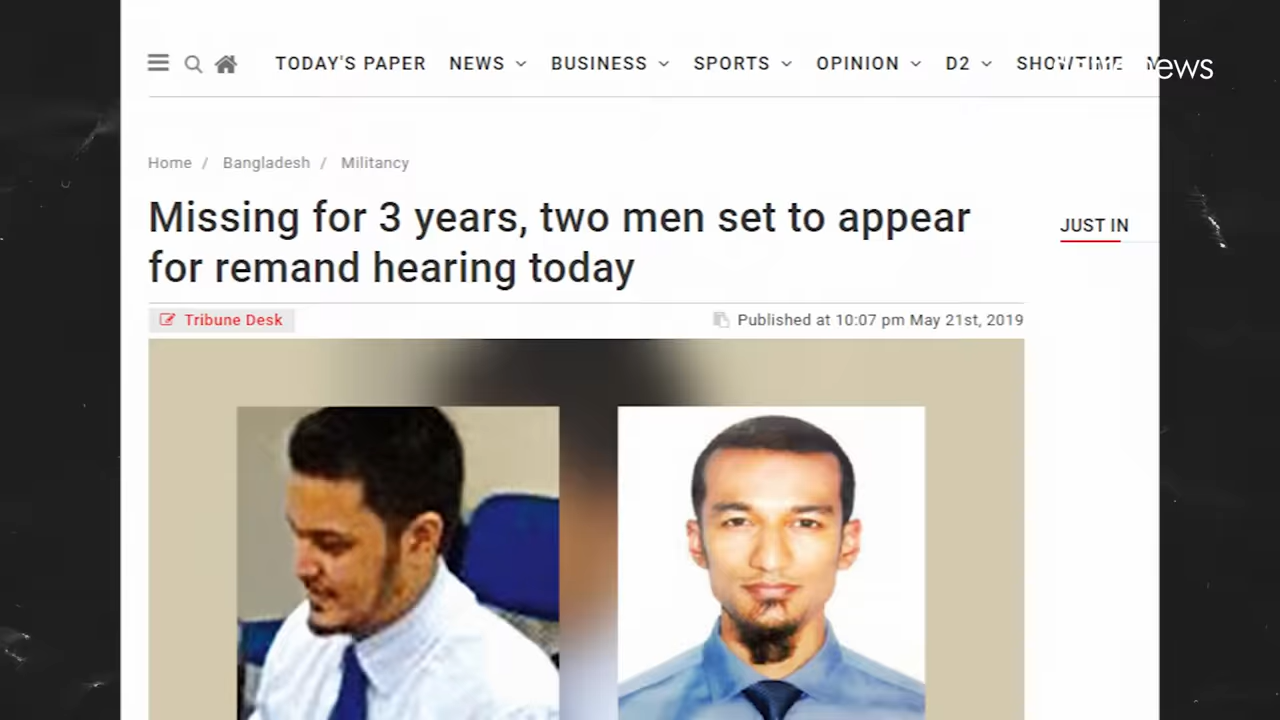 TODAY'S PAPER NEWS BUSINESS SPORTS OPINION D2 SHOWTIME
Home / Bangladesh / Militancy
Missing for 3 years, two men set to appear
for remand hearing today
JUST IN
Tribune Desk
Published at 10:07 pm May 21st, 2019